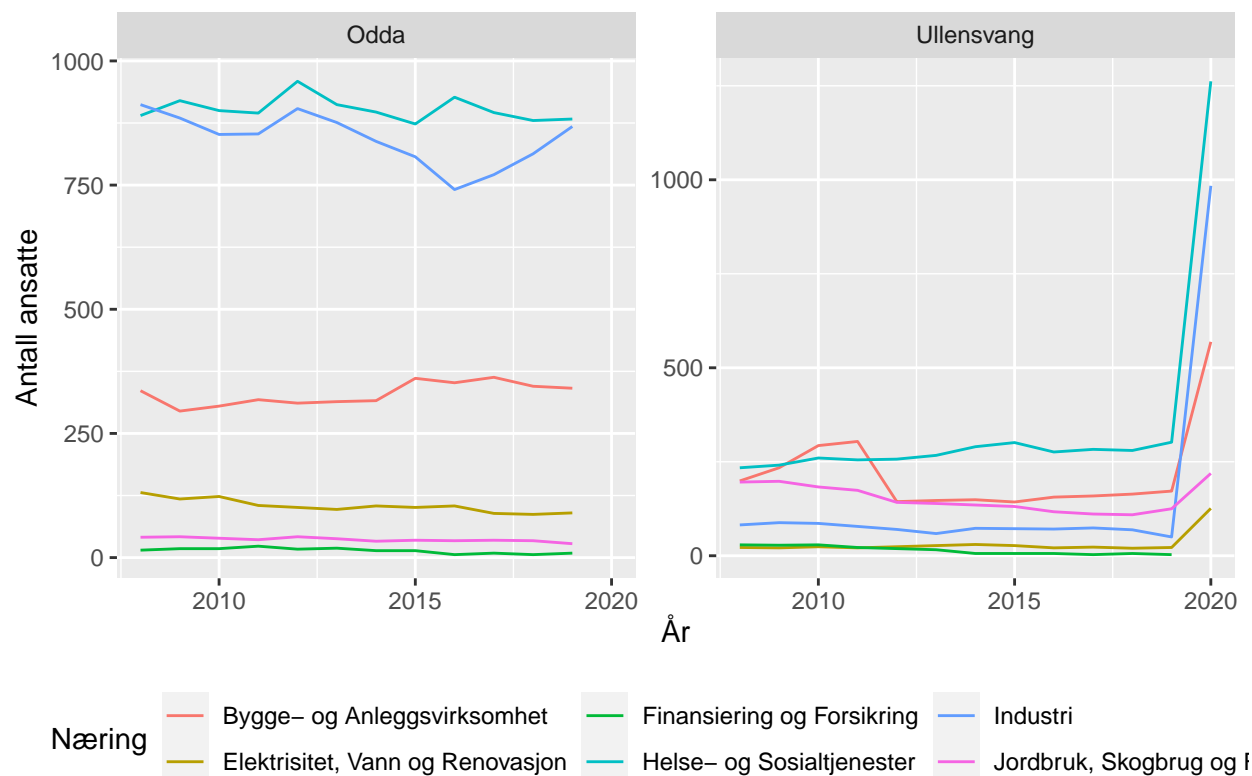 Odda
Ullensvang
1000
750
500
250
0
1000
500
0
Antall ansatte
2010
2015
2020
2010
2015
2020
År
Næring
Bygge− og Anleggsvirksomhet
Finansiering og Forsikring
Industri
Elektrisitet, Vann og Renovasjon
Helse− og Sosialtjenester
Jordbruk, Skogbrug og